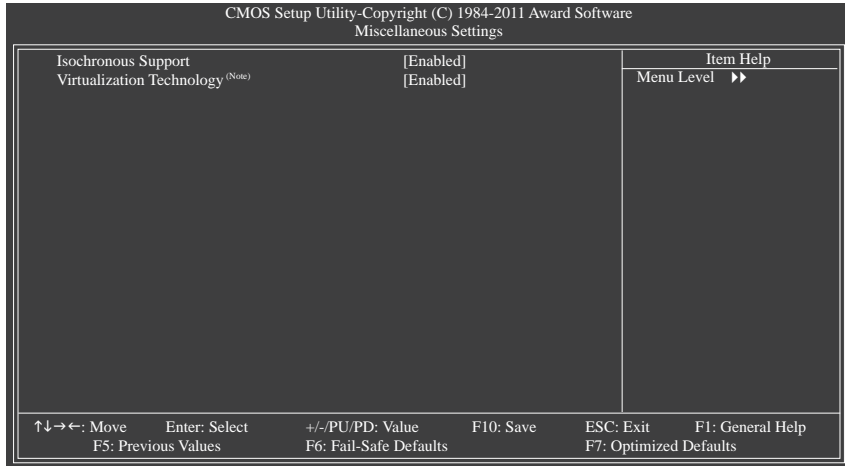 CMOS Setup Utility-Copyright (C) 1984-2011 Award Software
Miscellaneous Settings
Isochronous Support [Enabled]
Virtualization Technology (Note) [Enabled]
Item Help
Menu Level ▶▶
↑↓→←: Move Enter: Select +/-/PU/PD: Value F10: Save ESC: Exit F1: General Help
F5: Previous Values F6: Fail-Safe Defaults F7: Optimized Defaults